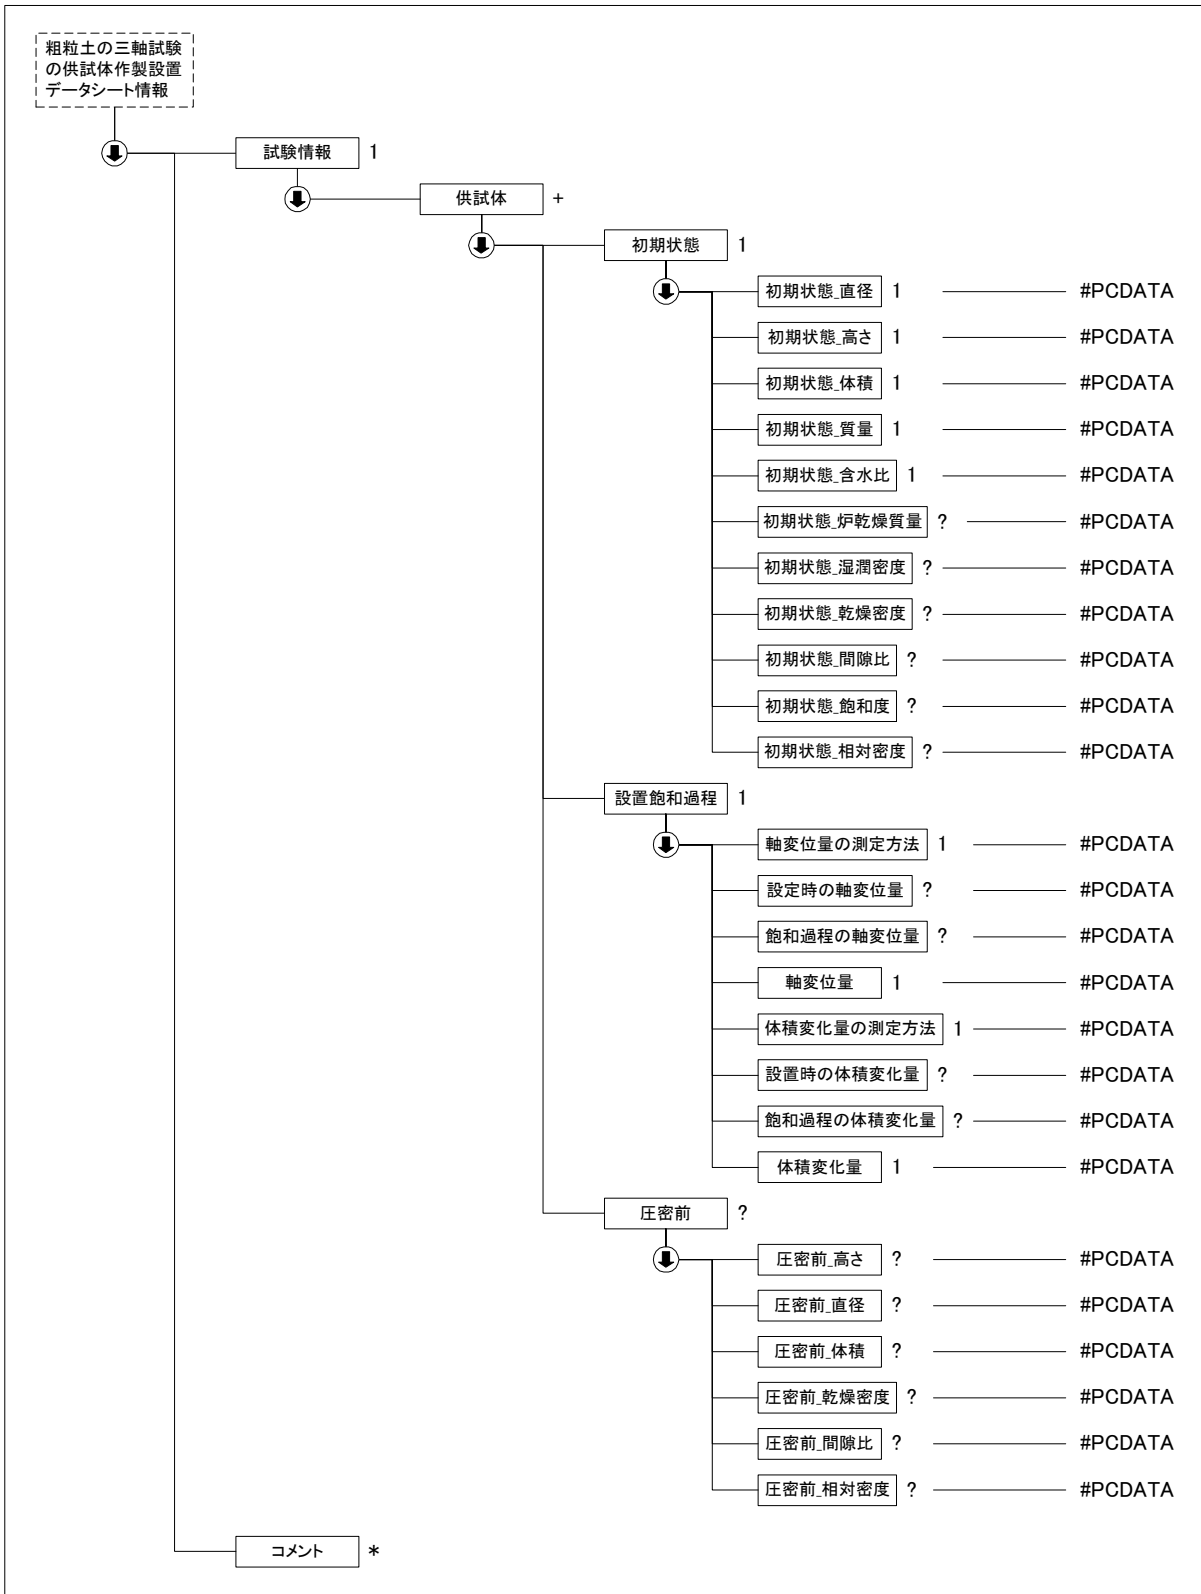 粗粒土の三軸試験
の供試体作製設置
データシート情報
試験情報 1
供試体 +
初期状態 1
初期状態_直径 1 #PCDATA
初期状態_高さ 1 #PCDATA
初期状態_体積 1 #PCDATA
初期状態_質量 1 #PCDATA
初期状態_含水比 1 #PCDATA
初期状態_炉乾燥質量 ? #PCDATA
初期状態_湿潤密度 ? #PCDATA
初期状態_乾燥密度 ? #PCDATA
初期状態_間隙比 ? #PCDATA
初期状態_飽和度 ? #PCDATA
初期状態_相対密度 ? #PCDATA
設置飽和過程 1
軸変位量の測定方法 1 #PCDATA
設定時の軸変位量 ? #PCDATA
飽和過程の軸変位量 ? #PCDATA
軸変位量 1 #PCDATA
体積変化量の測定方法 1 #PCDATA
設置時の体積変化量 ? #PCDATA
飽和過程の体積変化量 ? #PCDATA
体積変化量 1 #PCDATA
圧密前 ?
圧密前_高さ ? #PCDATA
圧密前_直径 ? #PCDATA
圧密前_体積 ? #PCDATA
圧密前_乾燥密度 ? #PCDATA
圧密前_間隙比 ? #PCDATA
圧密前_相対密度 ? #PCDATA
コメント *